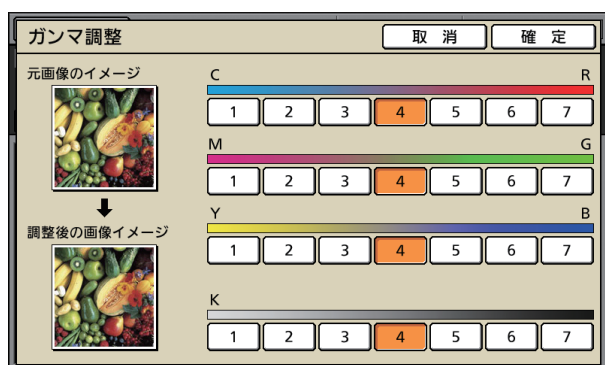 ガンマ調整 取 消 確 定
元画像のイメージ
C R
1 2 3 4 5 6 7
M G
1 2 3 4 5 6 7
調整後の画像イメージ
Y B
1 2 3 4 5 6 7
K
1 2 3 4 5 6 7